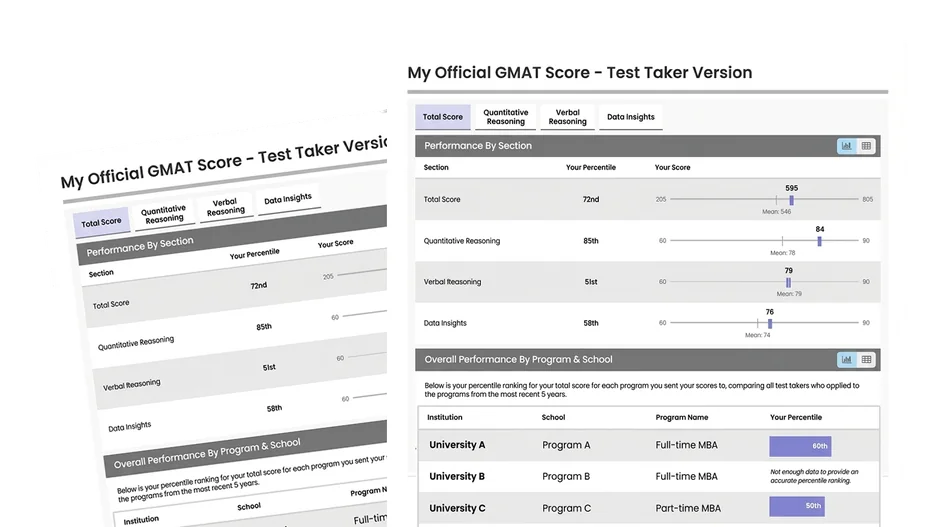 My Official GMAT Score - Test Taker Versio
Total Score
Quantitative
Reasoning
Verbal
Reasoning
Data Insights
Performance By Section
Section
Your Percentile
Your Score
Total Score
72nd
205
Quantitative Reasoning
85th
60
Verbal Reasoning
51st
60
Data Insights
58th
60
Overall Performance By Program & School
Below is your percentile ranking for your total score for each program you sent your
the programs from the most recent 5 years.
Institution
School
Program N
Full-tim
My Official GMAT Score - Test Taker Version
Total Score
Quantitative
Reasoning
Verbal
Reasoning
Data Insights
Performance By Section
Section
Your Percentile
Your Score
Total Score
72nd
205
595
805
Mean: 546
Quantitative Reasoning
85th
60
84
90
Mean: 78
Verbal Reasoning
51st
60
79
90
Mean: 79
Data Insights
58th
60
76
90
Mean: 74
Overall Performance By Program & School
Below is your percentile ranking for your total score for each program you sent your scores to, comparing all test takers who applied to
the programs from the most recent 5 years.
Institution
School
Program Name
Your Percentile
University A
Program A
Full-time MBA
60th
University B
Program B
Full-time MBA
Not enough data to provide an
accurate percentile ranking.
University C
Program C
Part-time MBA
50th